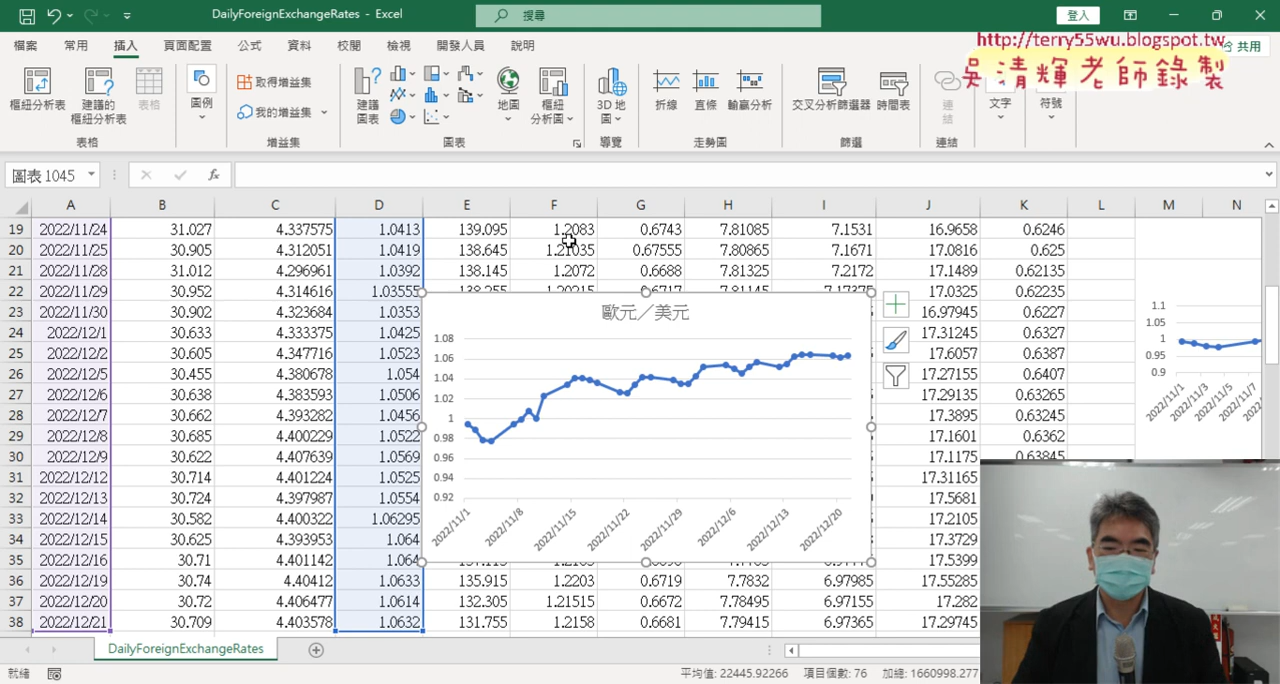 DailyForeignExchangeRates - Excel
搜尋
登入
檔案 常用 插入 頁面配置 公式 資料 校閱 檢視 開發人員 說明
共用
http://terry55wu.blogspot.tw
吳清輝老師錄製
樞紐分析表 建議的樞紐分析表 表格 圖例 取得增益集 我的增益集 建議圖表 地圖 樞紐分析圖 3D 地圖 折線 直條 輸贏分析 交叉分析篩選器 時間表 連結 文字 符號
表格 增益集 圖表 導覽 走勢圖 篩選 連結
圖表 1045 fx
A B C D E F G H I J K L M N
19 2022/11/24 31.027 4.337575 1.0413 139.095 1.2083 0.6743 7.81085 7.1531 16.9658 0.6246
20 2022/11/25 30.905 4.312051 1.0419 138.645 1.21035 0.67555 7.80865 7.1671 17.0816 0.625
21 2022/11/28 31.012 4.296961 1.0392 138.145 1.2072 0.6688 7.81325 7.2172 17.1489 0.62135
22 2022/11/29 30.952 4.314616 1.03555 17.0325 0.62235
23 2022/11/30 30.902 4.323684 1.0353 16.97945 0.6227
24 2022/12/1 30.633 4.333375 1.0425 17.31245 0.6327
25 2022/12/2 30.605 4.347716 1.0523 17.6057 0.6387
26 2022/12/5 30.455 4.380678 1.054 17.27155 0.6407
27 2022/12/6 30.638 4.383593 1.0506 17.29135 0.63265
28 2022/12/7 30.662 4.393282 1.0456 17.3895 0.63245
29 2022/12/8 30.685 4.400229 1.0522 17.1601 0.6362
30 2022/12/9 30.622 4.407639 1.0569 17.1175 0.63845
31 2022/12/12 30.714 4.401224 1.0525 17.31165
32 2022/12/13 30.724 4.397987 1.0554 17.5681
33 2022/12/14 30.582 4.400322 1.06295 17.2105
34 2022/12/15 30.625 4.393953 1.064 17.3729
35 2022/12/16 30.71 4.401142 1.064 17.5399
36 2022/12/19 30.74 4.40412 1.0633 135.915 1.2203 0.6719 7.7832 6.97985 17.55285
37 2022/12/20 30.72 4.406477 1.0614 132.305 1.21515 0.6672 7.78495 6.97155 17.282
38 2022/12/21 30.709 4.403578 1.0632 131.755 1.2158 0.6681 7.79415 6.97365 17.29745
歐元／美元
1.08
1.06
1.04
1.02
1
0.98
0.96
0.94
0.92
2022/11/1 2022/11/8 2022/11/15 2022/11/22 2022/11/29 2022/12/6 2022/12/13 2022/12/20
1.1
1.05
1
0.95
0.9
2022/11/1 2022/11/3 2022/11/5 2022/11/7
DailyForeignExchangeRates
就緒 平均值: 22445.92266 項目個數: 76 加總: 1660998.277